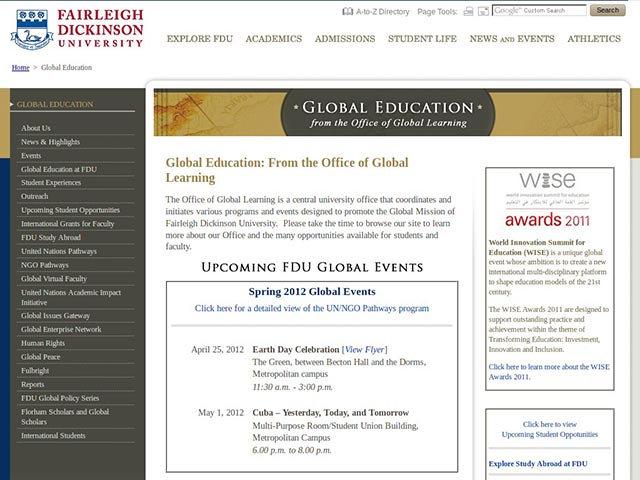 FAIRLEIGH
DICKINSON
UNIVERSITY
A-to-Z Directory
Page Tools:
Google™ Custom Search
Search
EXPLORE FDU
ACADEMICS
ADMISSIONS
STUDENT LIFE
NEWS AND EVENTS
ATHLETICS
Home > Global Education
GLOBAL EDUCATION
About Us
News & Highlights
Events
Global Education at FDU
Student Experiences
Outreach
Upcoming Student Opportunities
International Grants for Faculty
FDU Study Abroad
United Nations Pathways
NGO Pathways
Global Virtual Faculty
United Nations Academic Impact
Initiative
Global Issues Gateway
Global Enterprise Network
Human Rights
Global Peace
Fulbright
Reports
FDU Global Policy Series
Florham Scholars and Global
Scholars
International Students
GLOBAL EDUCATION
from the Office of Global Learning
Global Education: From the Office of Global
Learning
The Office of Global Learning is a central university office that coordinates and
initiates various programs and events designed to promote the Global Mission of
Fairleigh Dickinson University. Please take the time to browse our site to learn
more about our Office and the many opportunities available for students and
faculty.
UPCOMING FDU GLOBAL EVENTS
Spring 2012 Global Events
Click here for a detailed view of the UN/NGO Pathways program
April 25, 2012 Earth Day Celebration [View Flyer]
The Green, between Becton Hall and the Dorms,
Metropolitan campus
11:30 a.m. - 3:00 p.m.
May 1, 2012 Cuba – Yesterday, Today, and Tomorrow
Multi-Purpose Room/Student Union Building,
Metropolitan Campus
6.00 p.m. to 8.00 p.m.
wise
world innovation summit for education
awards 2011
World Innovation Summit for
Education (WISE) is a unique global
event whose ambition is to create a new
international multi-disciplinary platform
to shape education models of the 21st
century.
The WISE Awards 2011 are designed to
support outstanding practice and
achievement within the theme of
Transforming Education: Investment,
Innovation and Inclusion.
Click here to learn more about the WISE
Awards 2011.
Click here to view
Upcoming Student Opportunities
Explore Study Abroad at FDU